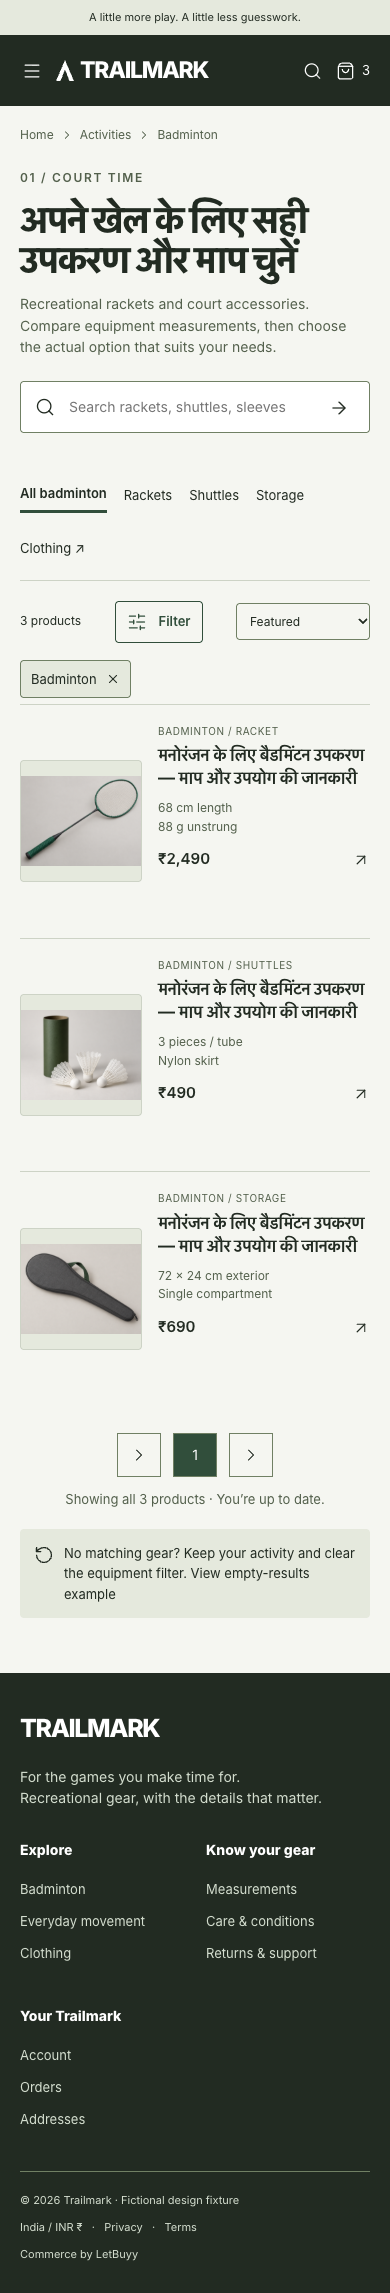 A little more play. A little less guesswork.
TRAILMARK
3
Home > Activities > Badminton
01 / COURT TIME
अपने खेल के लिए सही
उपकरण और माप चुनें
Recreational rackets and court accessories.
Compare equipment measurements, then choose
the actual option that suits your needs.
Search rackets, shuttles, sleeves
All badminton Rackets Shuttles Storage
Clothing ↗
3 products Filter Featured
Badminton ×
BADMINTON / RACKET
मनोरंजन के लिए बैडमिंटन उपकरण
— माप और उपयोग की जानकारी
68 cm length
88 g unstrung
₹2,490
BADMINTON / SHUTTLES
मनोरंजन के लिए बैडमिंटन उपकरण
— माप और उपयोग की जानकारी
3 pieces / tube
Nylon skirt
₹490
BADMINTON / STORAGE
मनोरंजन के लिए बैडमिंटन उपकरण
— माप और उपयोग की जानकारी
72 × 24 cm exterior
Single compartment
₹690
1
Showing all 3 products · You’re up to date.
No matching gear? Keep your activity and clear
the equipment filter. View empty-results
example
TRAILMARK
For the games you make time for.
Recreational gear, with the details that matter.
Explore
Badminton
Everyday movement
Clothing
Know your gear
Measurements
Care & conditions
Returns & support
Your Trailmark
Account
Orders
Addresses
© 2026 Trailmark · Fictional design fixture
India / INR ₹ · Privacy · Terms
Commerce by LetBuyy